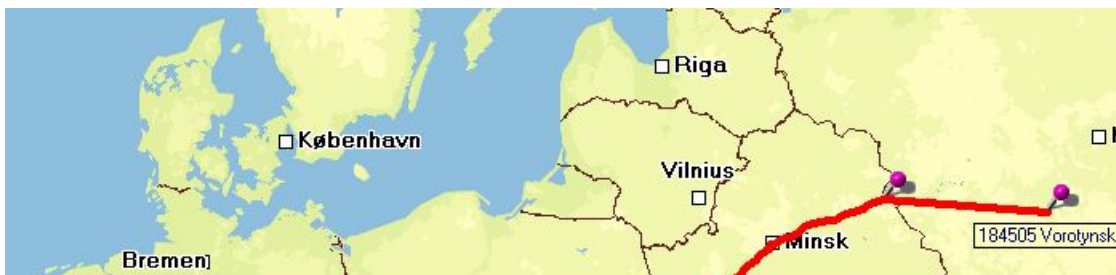 Riga
København
Vilnius
184505 Vorotynsk
Minsk
Bremen